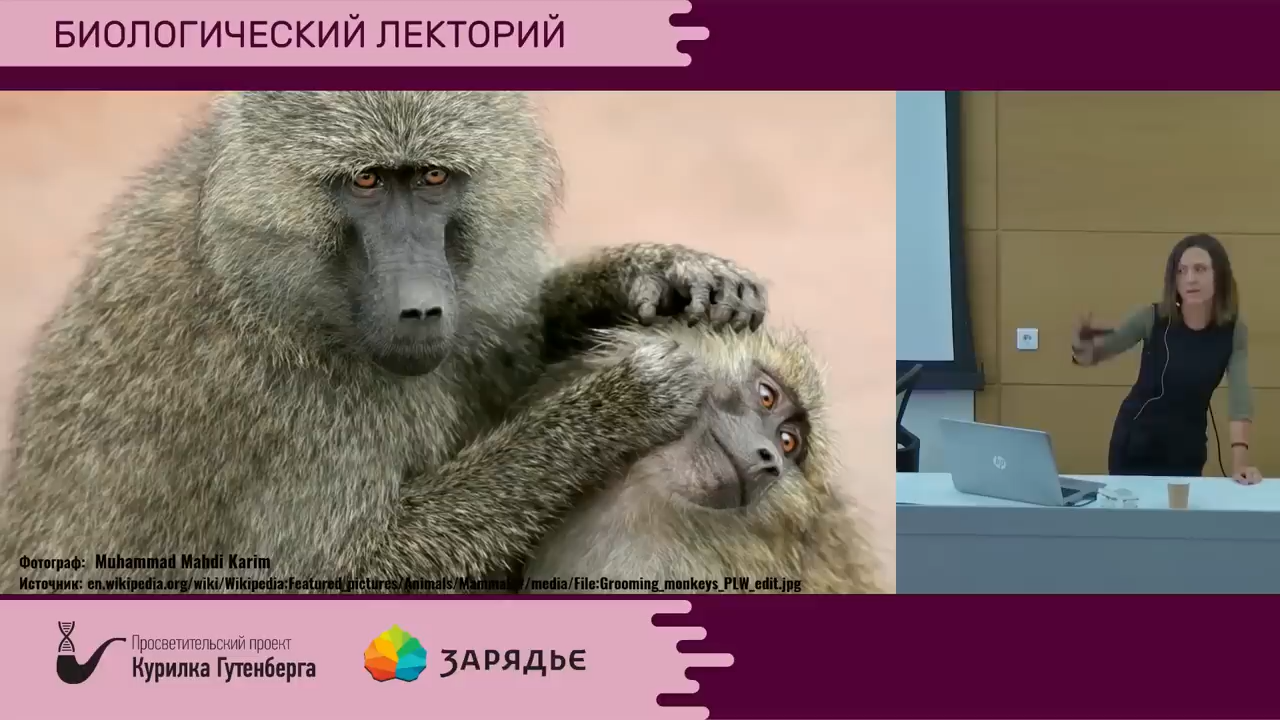 БИОЛОГИЧЕСКИЙ ЛЕКТОРИЙ
Фотограф: Muhammad Mahdi Karim
Источник: en.wikipedia.org/wiki/Wikipedia:Featured_pictures/Animals/Mammals#/media/File:Grooming_monkeys_PLW_edit.jpg
hp
Просветительский проект
Курилка Гутенберга
ЗАРЯДЬЕ